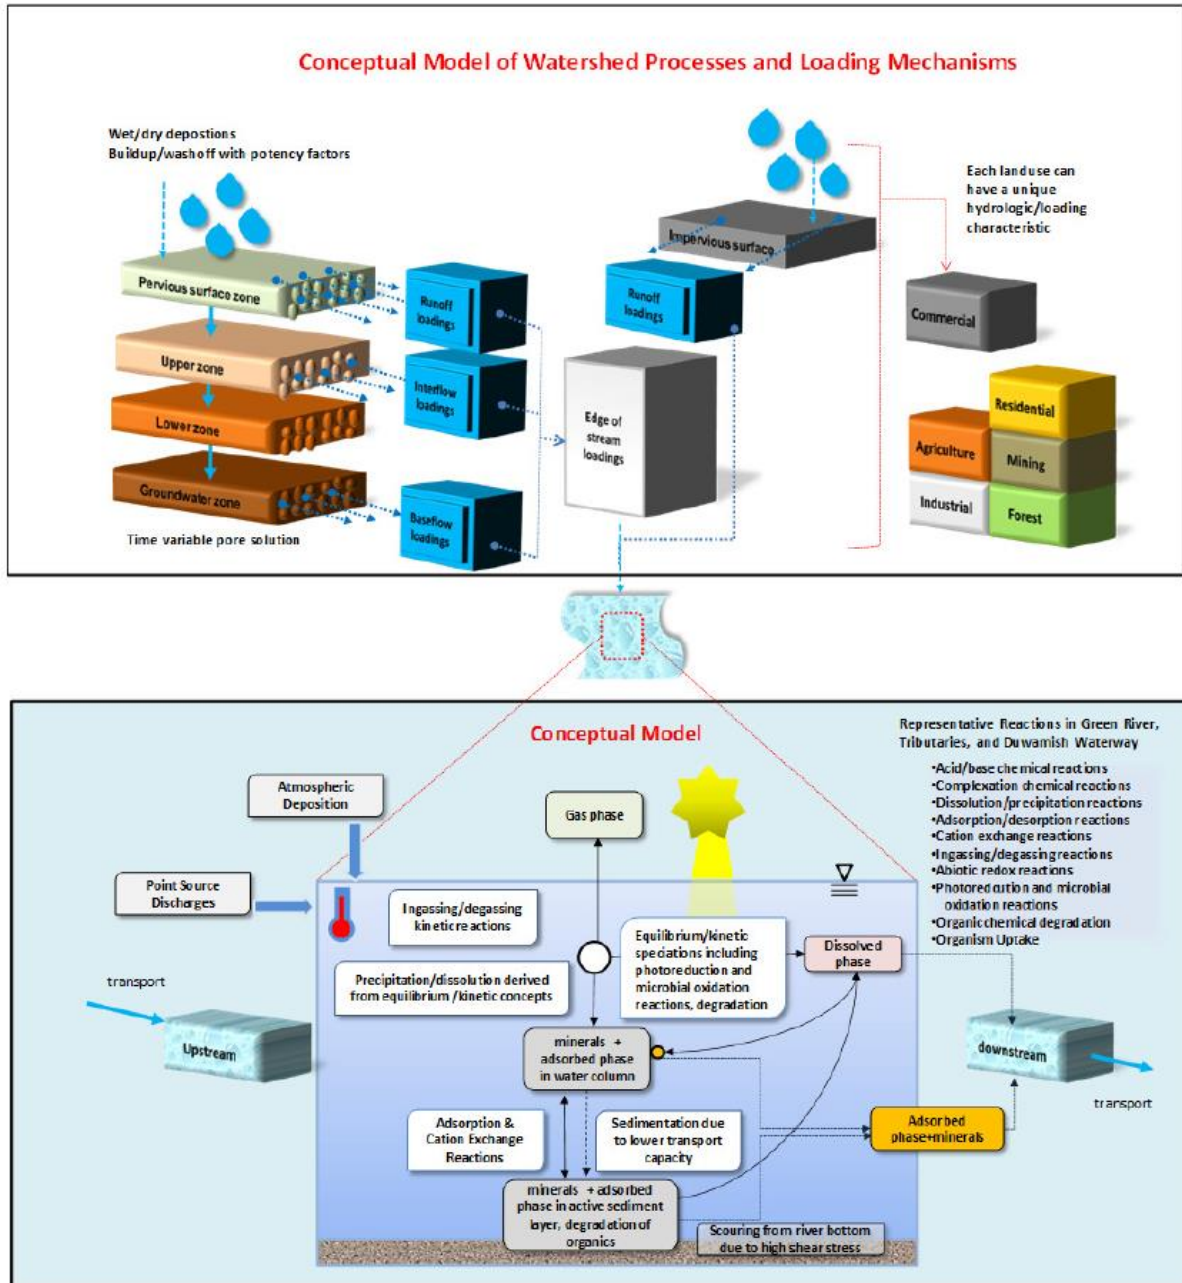 Conceptual Model of Watershed Processes and Loading Mechanisms
Wet/dry depostions
Buildup/washoff with potency factors
Each landuse can
have a unique
hydrologic/loading
characteristic
Pervious surface zone
Impervious surface
Runoff
loadings
Runoff
loadings
Commercial
Upper zone
Interflow
loadings
Lower zone
Edge of
stream
loadings
Residential
Agriculture
Mining
Groundwater zone
Baseflow
loadings
Industrial
Forest
Time variable pore solution
Conceptual Model
Representative Reactions in Green River,
Tributaries, and Duwamish Waterway
•Acid/base chemical reactions
•Complexation chemical reactions
•Dissolution/precipitation reactions
•Adsorption/desorption reactions
•Cation exchange reactions
•Ingassing/degassing reactions
•Abiotic redox reactions
•Photoreducution and microbial
oxidation reactions
•Organic chemical degradation
•Organism Uptake
Atmospheric
Deposition
Gas phase
Point Source
Discharges
Ingassing/degassing
kinetic reactions
Equilibrium/kinetic
speciations including
photoreduction and
microbial oxidation
reactions, degradation
Dissolved
phase
Precipitation/dissolution derived
from equilibrium /kinetic concepts
transport
Upstream
minerals +
adsorbed phase
in water column
downstream
transport
Adsorption &
Cation Exchange
Reactions
Sedimentation due
to lower transport
capacity
Adsorbed
phase+minerals
minerals + adsorbed
phase in active sediment
layer, degradation of
organics
Scouring from river bottom
due to high shear stress